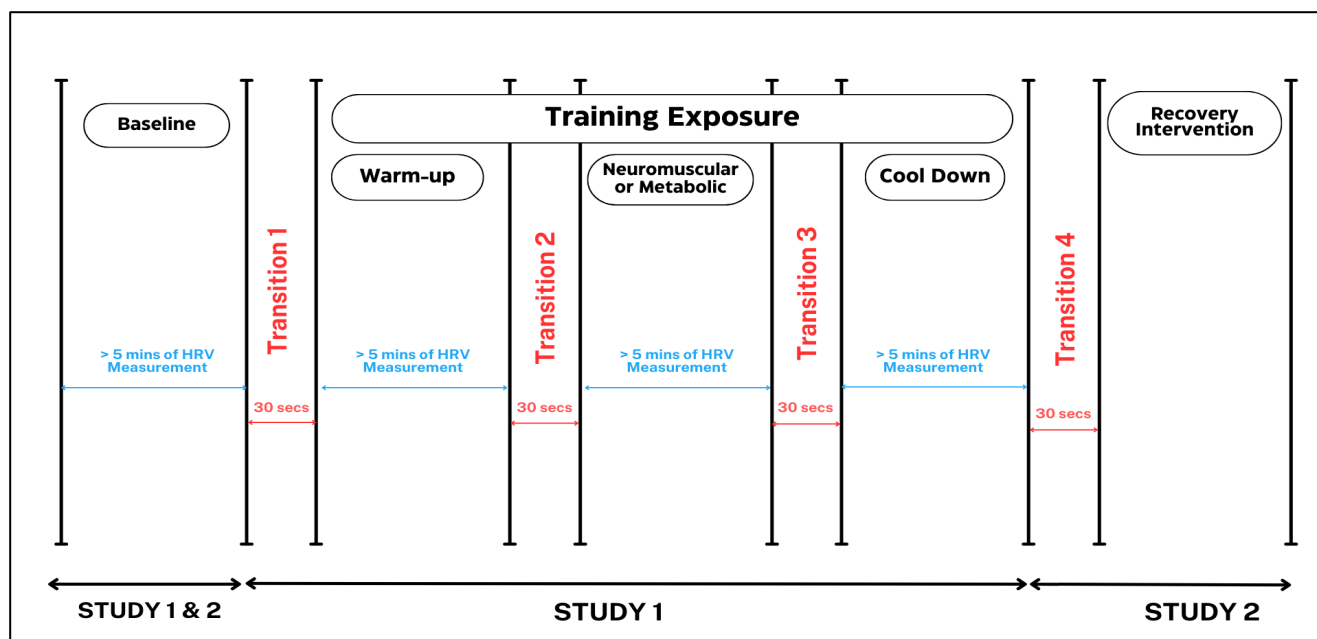 Baseline
Training Exposure
Recovery
Intervention
Warm-up
Neuromuscular
or Metabolic
Cool Down
Transition 1
Transition 2
Transition 3
Transition 4
> 5 mins of HRV
Measurement
> 5 mins of HRV
Measurement
> 5 mins of HRV
Measurement
> 5 mins of HRV
Measurement
30 secs
30 secs
30 secs
30 secs
STUDY 1 & 2
STUDY 1
STUDY 2